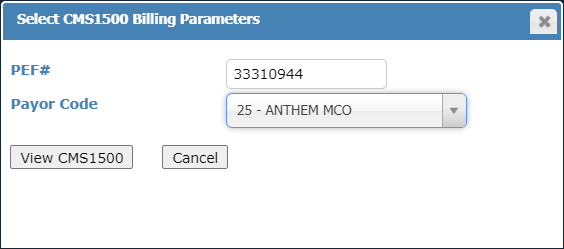 Select CMS1500 Billing Parameters
PEF# 33310944
Payor Code 25 - ANTHEM MCO
View CMS1500 Cancel